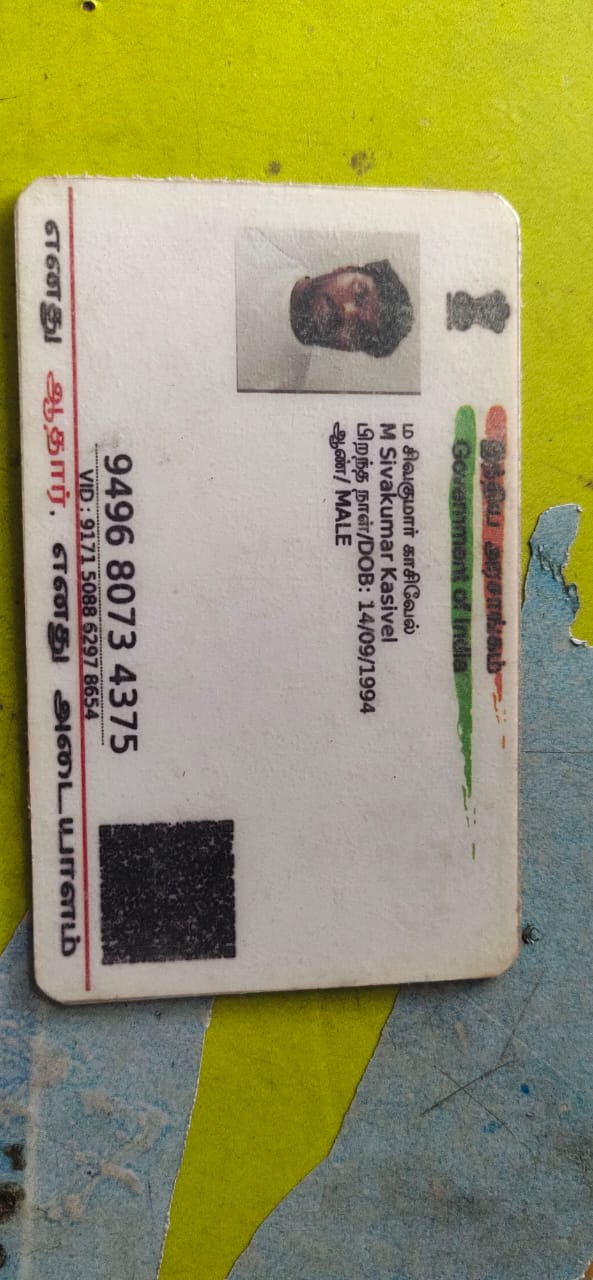 இந்திய அரசாங்கம்
Government of India
ம சிவகுமார் காசிவேல்
M Sivakumar Kasivel
பிறந்த நாள்/DOB: 14/09/1994
ஆண்/ MALE
9496 8073 4375
VID : 9171 5088 6297 8654
எனது ஆதார், எனது அடையாளம்